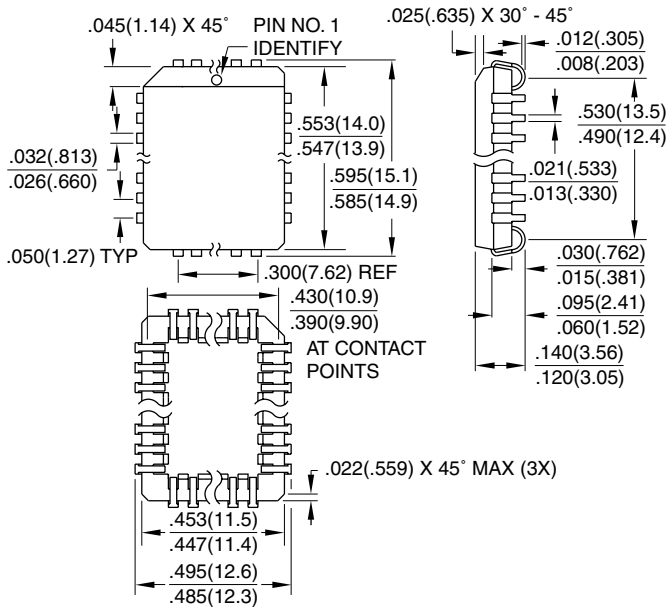 .045(1.14) X 45°
PIN NO. 1
IDENTIFY
.025(.635) X 30° - 45°
.012(.305)
.008(.203)
.553(14.0)
.547(13.9)
.530(13.5)
.490(12.4)
.032(.813)
.026(.660)
.595(15.1)
.585(14.9)
.021(.533)
.013(.330)
.050(1.27) TYP
.300(7.62) REF
.030(.762)
.015(.381)
.430(10.9)
.390(9.90)
AT CONTACT
POINTS
.095(2.41)
.060(1.52)
.140(3.56)
.120(3.05)
.022(.559) X 45° MAX (3X)
.453(11.5)
.447(11.4)
.495(12.6)
.485(12.3)